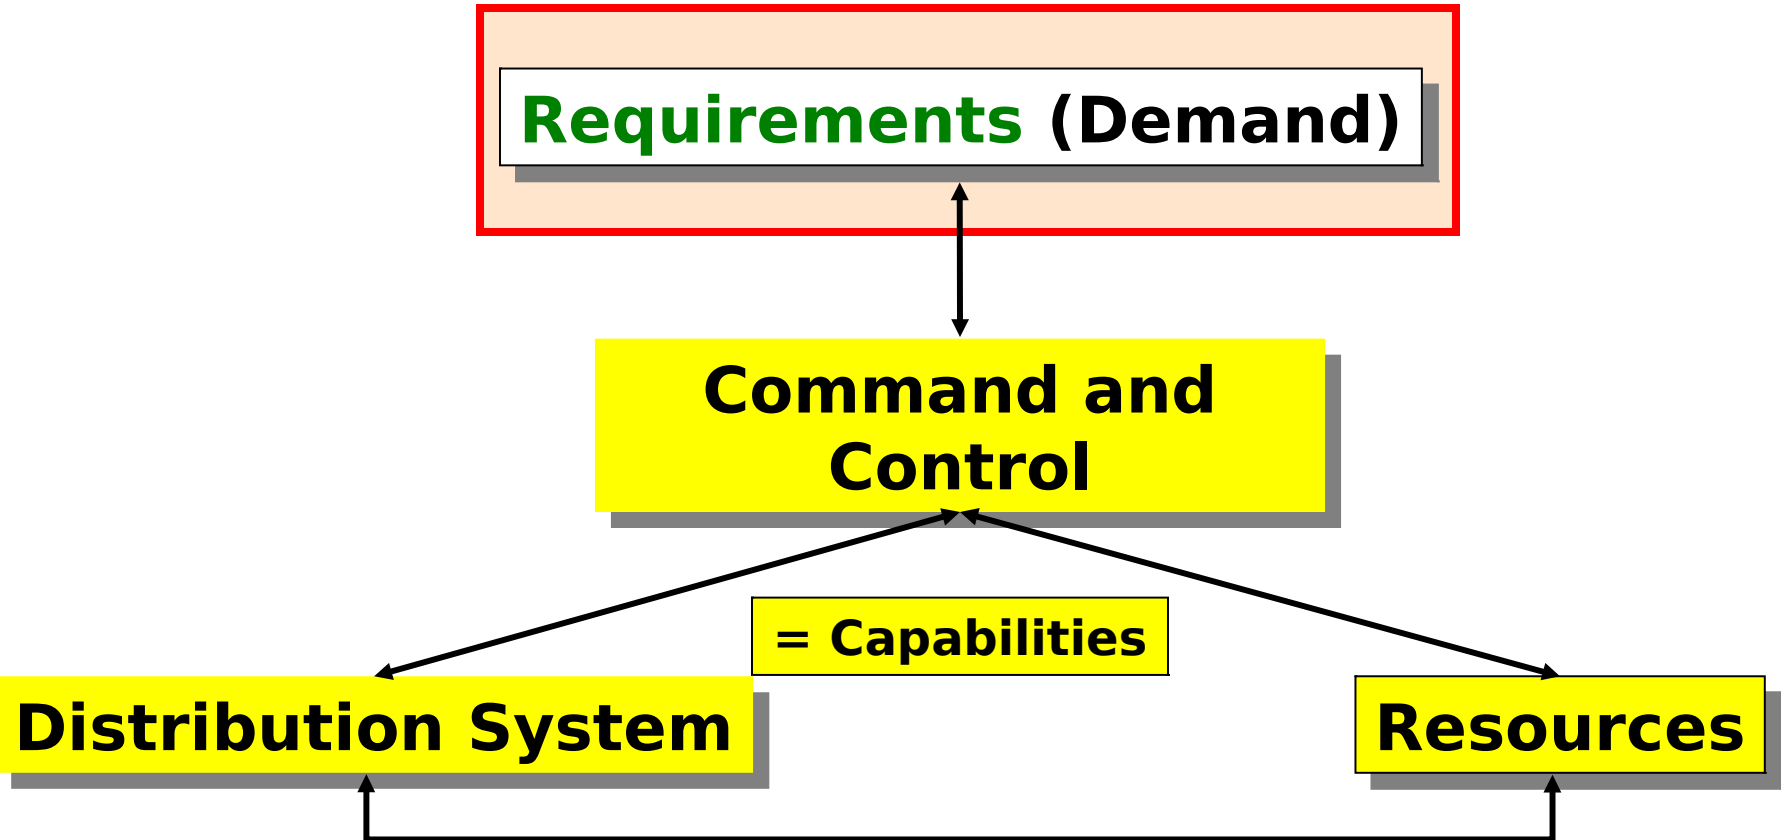 Requirements (Demand)
Command and
Control
= Capabilities
Distribution System
Resources